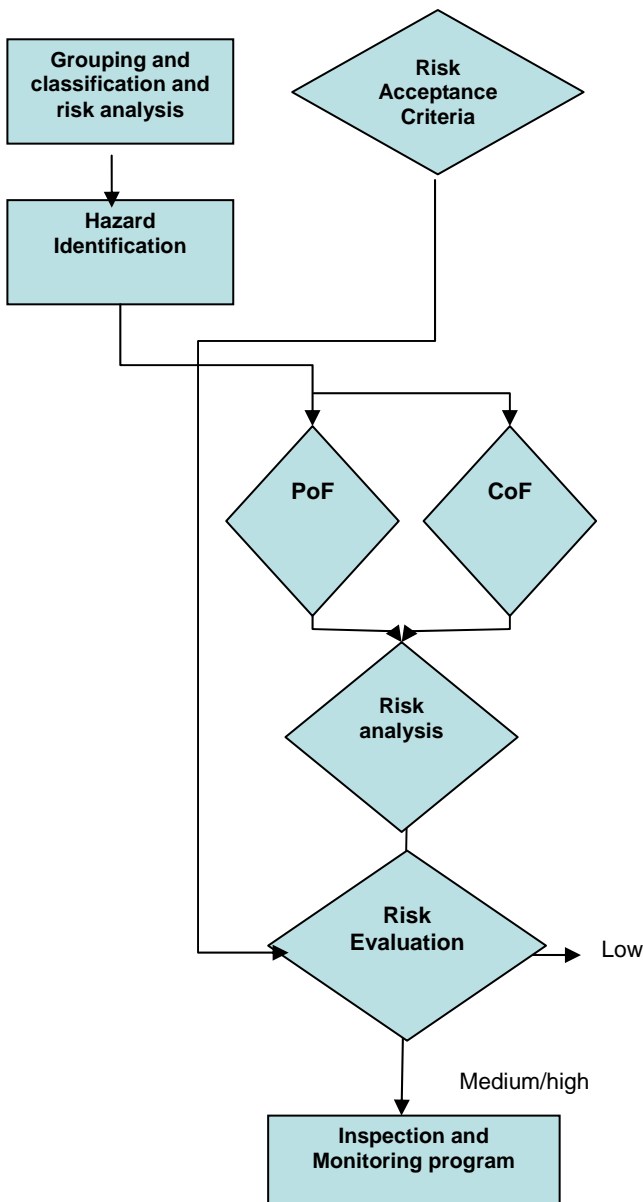 Grouping and
classification and
risk analysis
Risk
Acceptance
Criteria
Hazard
Identification
PoF
CoF
Risk
analysis
Risk
Evaluation
Low
Medium/high
Inspection and
Monitoring program